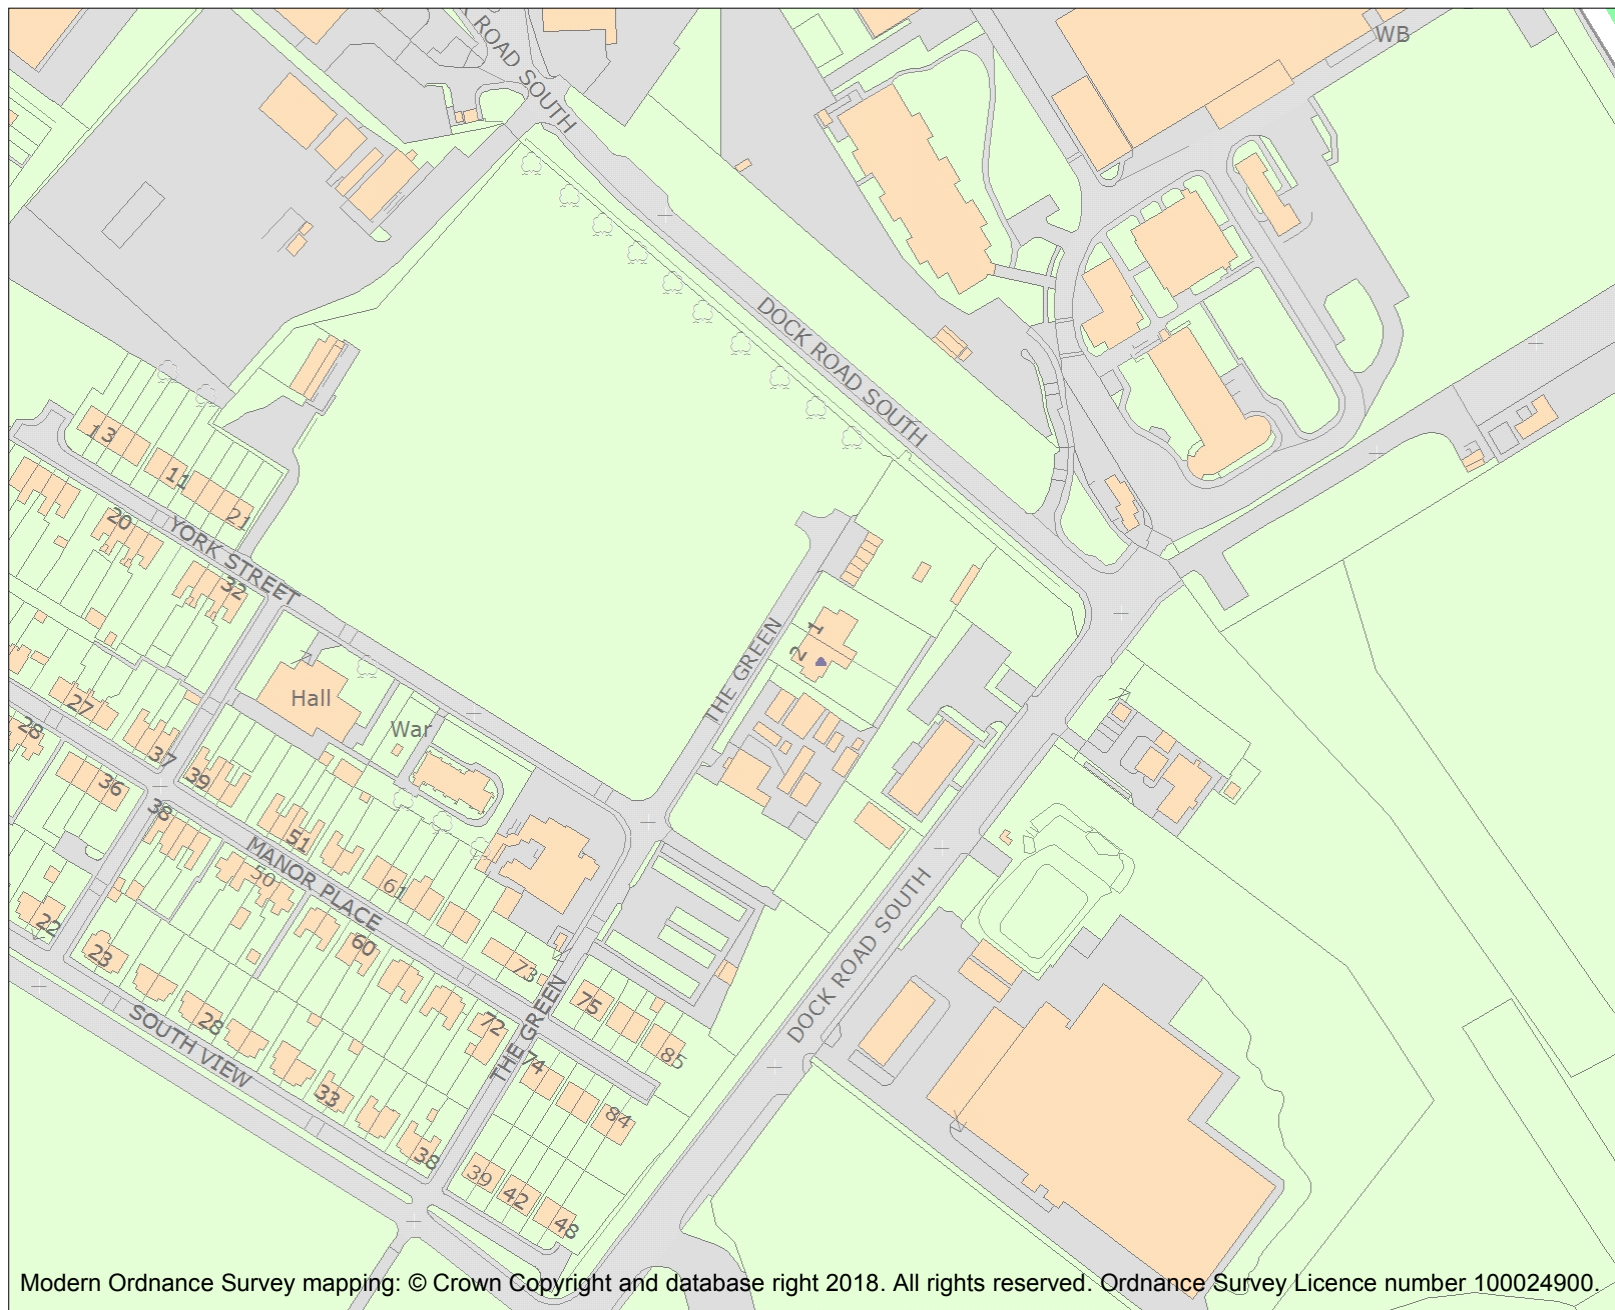 K ROAD SOUTH
WB
DOCK ROAD SOUTH
13
11
21
20
YORK STREET
32
1
2
THE GREEN
Hall
War
27
28
37
39
36
38
51
MANOR PLACE
50
61
DOCK ROAD SOUTH
22
23
60
73
75
THE GREEN
28
72
85
SOUTH VIEW
74
33
84
38
39
42
48
Modern Ordnance Survey mapping: © Crown Copyright and database right 2018. All rights reserved. Ordnance Survey Licence number 100024900.